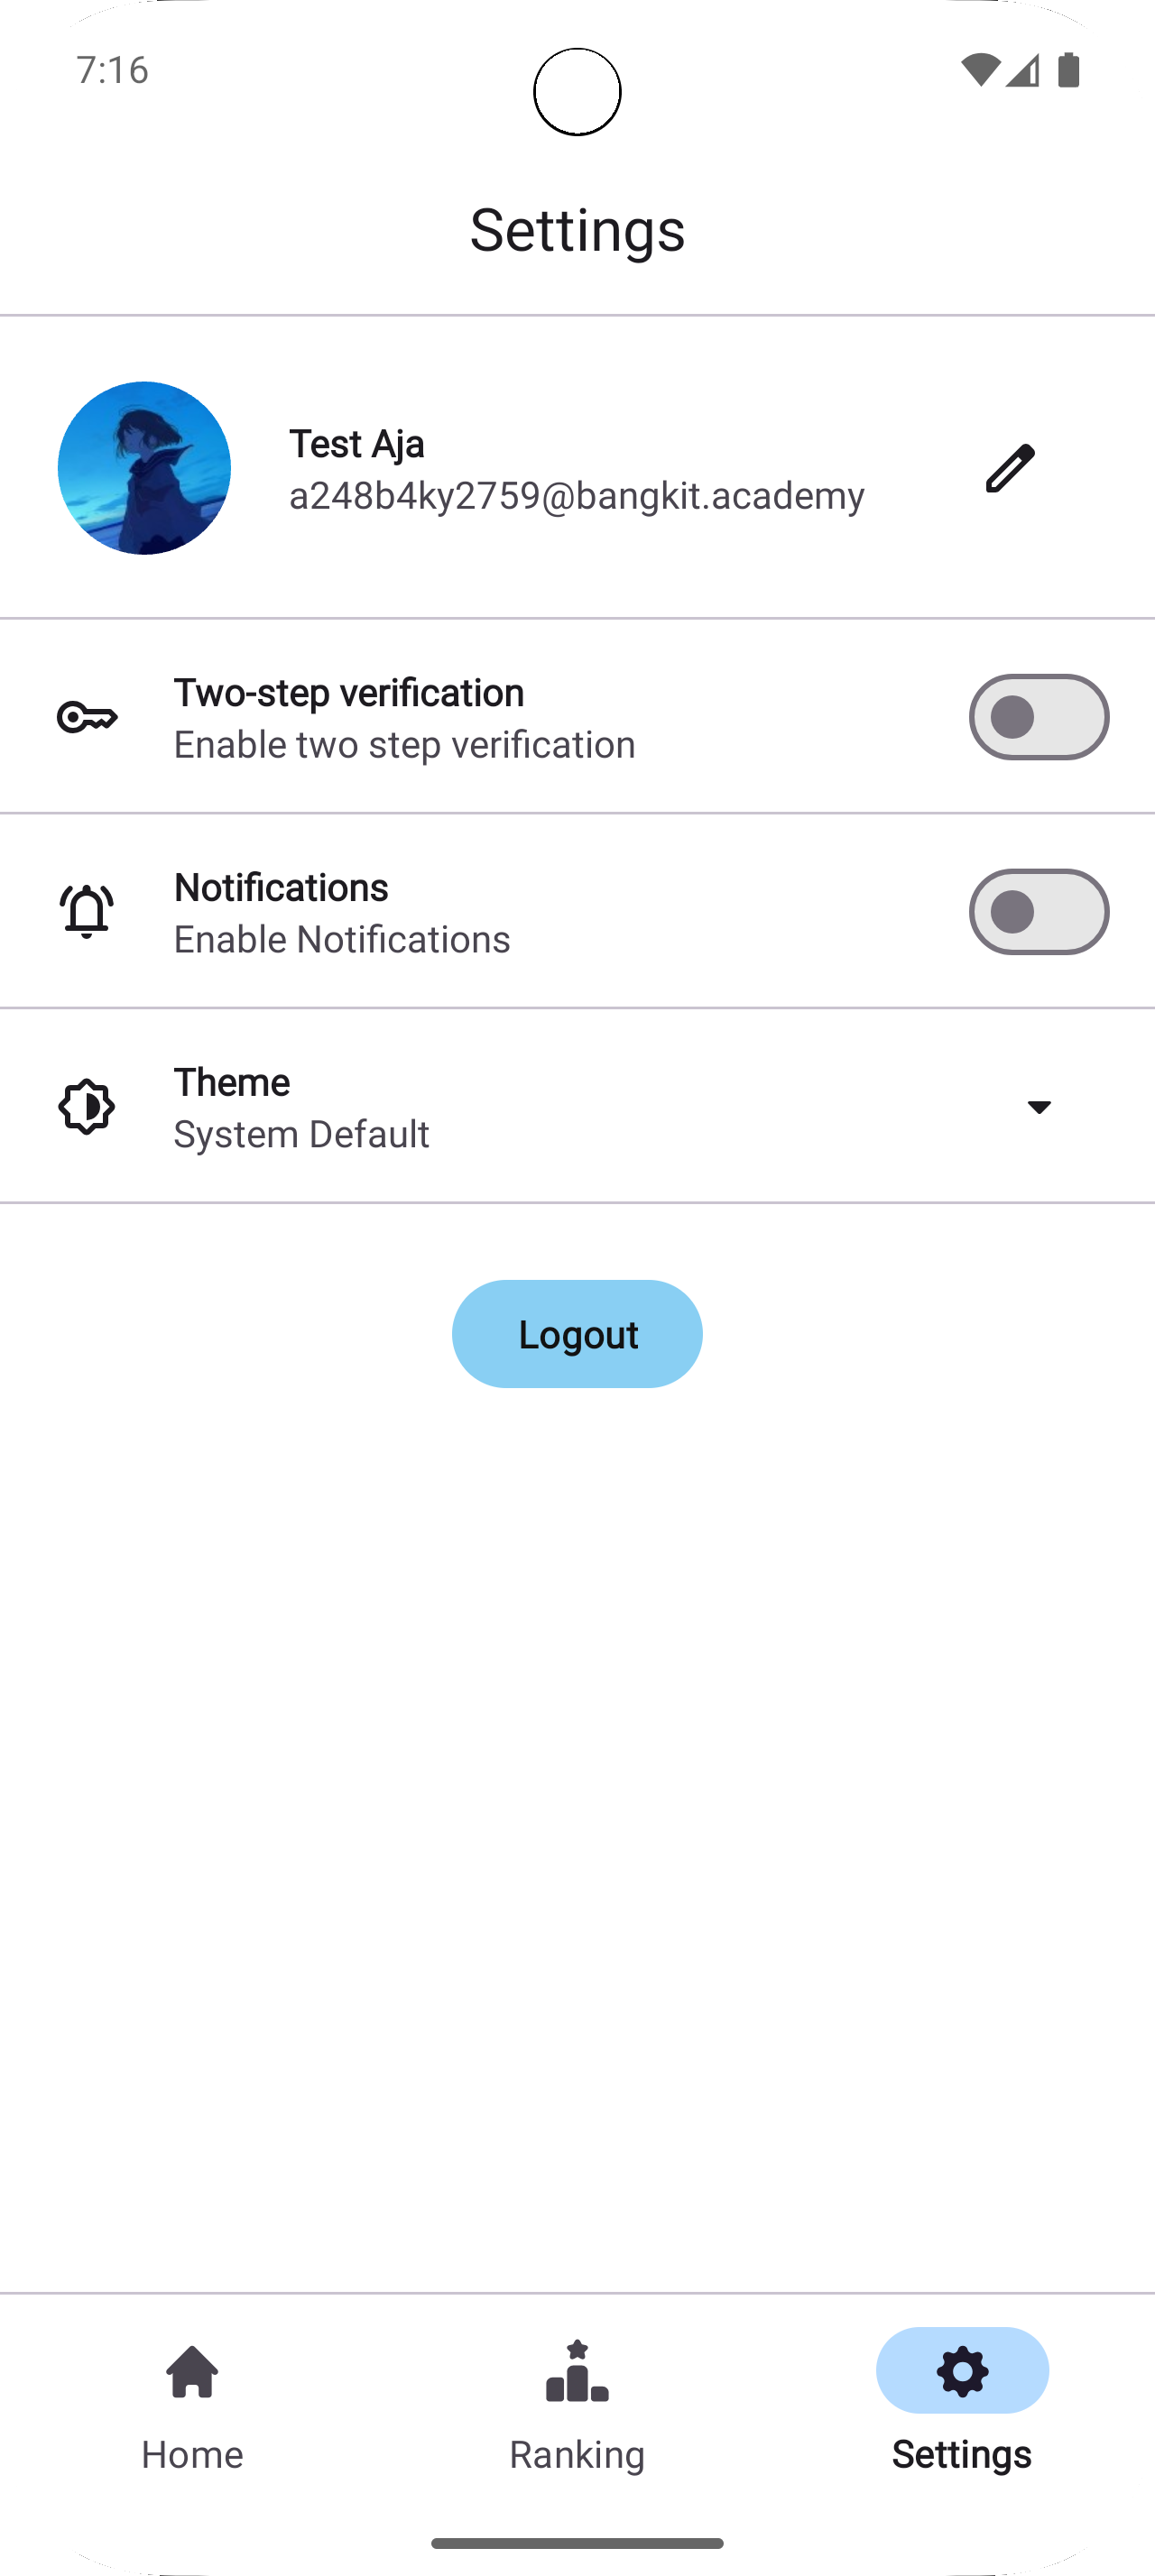 7:16
Settings
Test Aja
a248b4ky2759@bangkit.academy
Two-step verification
Enable two step verification
Notifications
Enable Notifications
Theme
System Default
Logout
Home
Ranking
Settings